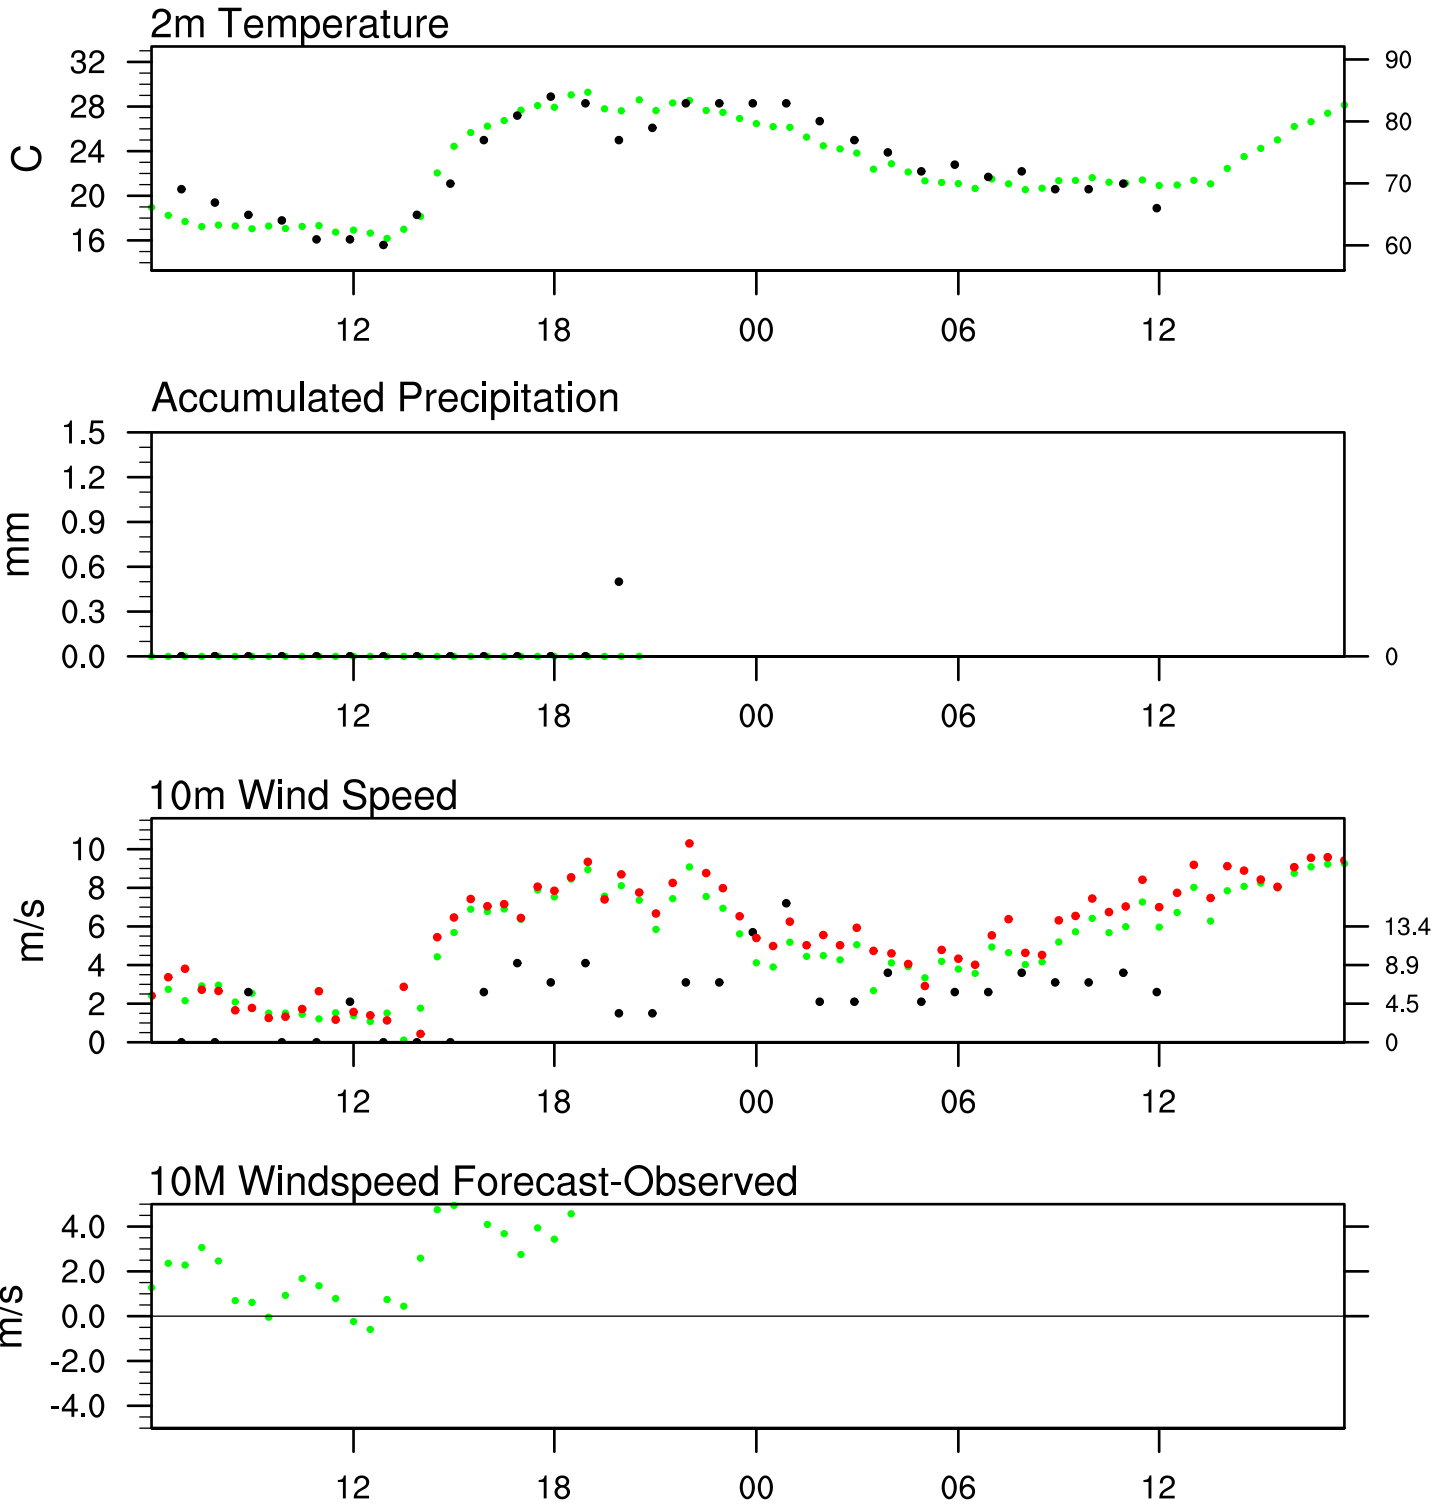 2m Temperature
32
28
24
20
16
C
90
80
70
60
12 18 00 06 12
Accumulated Precipitation
1.5
1.2
0.9
0.6
0.3
0.0
mm
0
12 18 00 06 12
10m Wind Speed
10
8
6
4
2
0
m/s
13.4
8.9
4.5
0
12 18 00 06 12
10M Windspeed Forecast-Observed
4.0
2.0
0.0
-2.0
-4.0
m/s
12 18 00 06 12